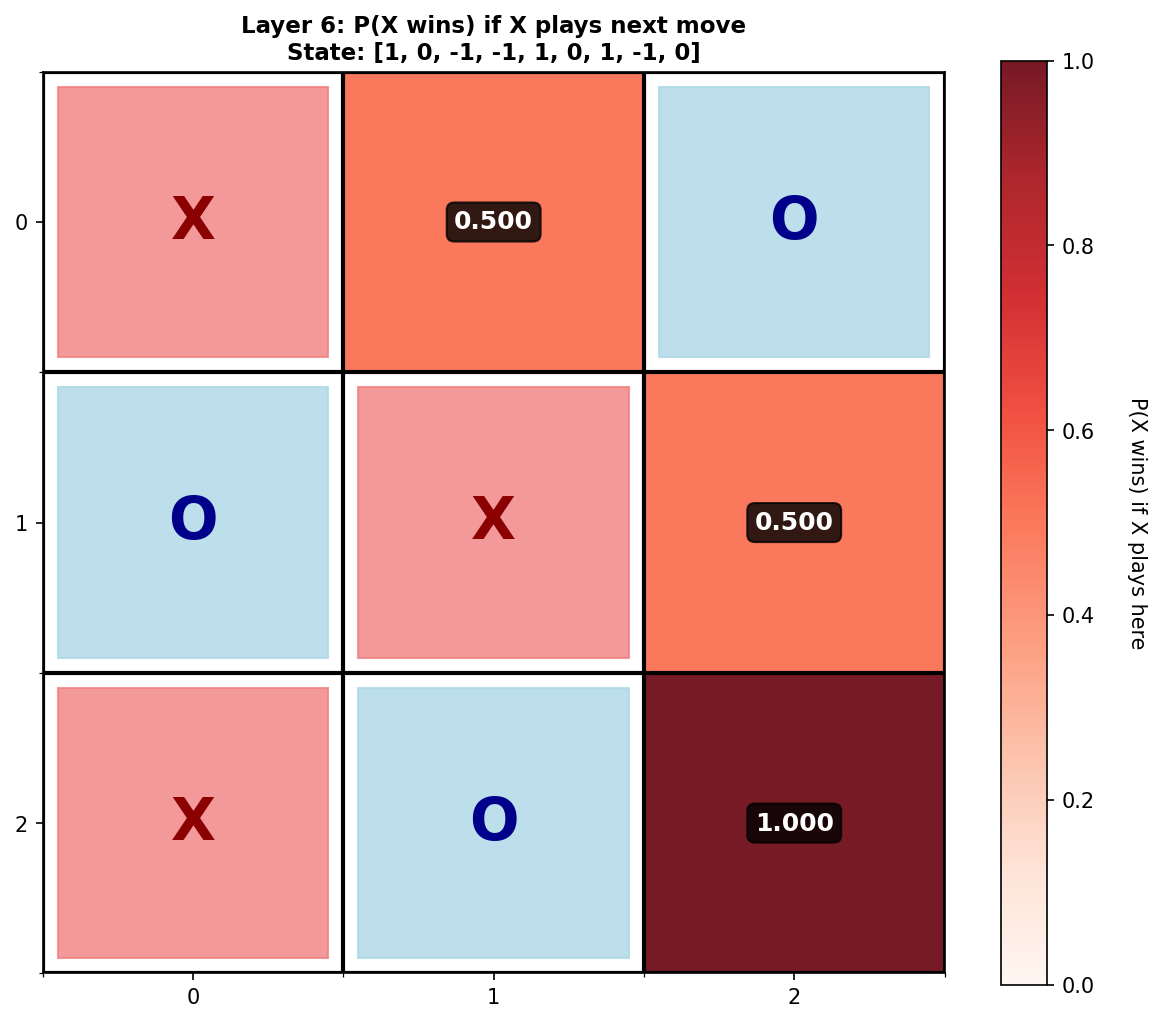 Layer 6: P(X wins) if X plays next move
State: [1, 0, -1, -1, 1, 0, 1, -1, 0]
0
X
0.500
O
1
O
X
0.500
2
X
O
1.000
0
1
2
1.0
0.8
0.6
0.4
0.2
0.0
P(X wins) if X plays here